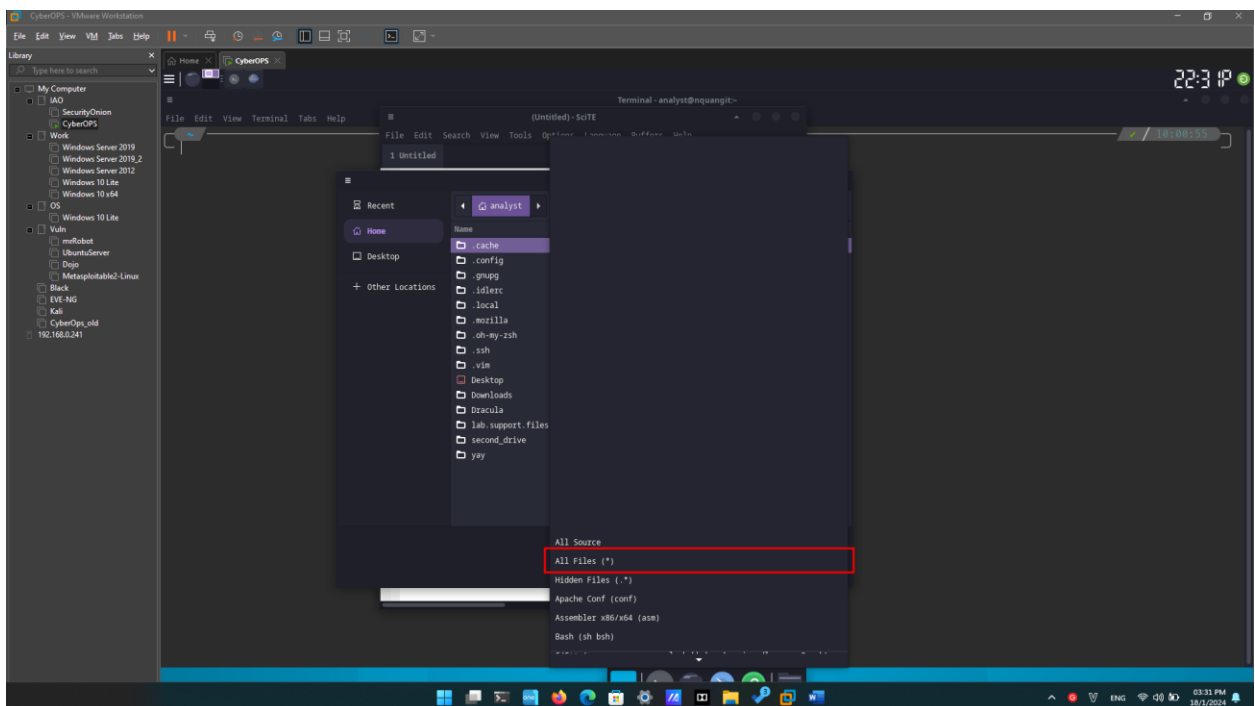 CyberOPS - VMware Workstation
File Edit View VM Tabs Help
Library
Type here to search
My Computer
IAO
SecurityOnion
CyberOPS
Work
Windows Server 2019
Windows Server 2019_2
Windows Server 2012
Windows 10 Lite
Windows 10 x64
OS
Windows 10 Lite
Vuln
mrRobot
UbuntuServer
Dojo
Metasploitable2-Linux
Black
EVE-NG
Kali
CyberOps_old
192.168.0.241
Home CyberOPS
22:31P
Terminal - analyst@nquangit:~
File Edit View Terminal Tabs Help
~
10:00:55
(Untitled) - SciTE
File Edit Search View Tools Options Language Buffers Help
1 Untitled
Recent
Home
Desktop
+ Other Locations
analyst
Name
.cache
.config
.gnupg
.idlerc
.local
.mozilla
.oh-my-zsh
.ssh
.vim
Desktop
Downloads
Dracula
lab.support.files
second_drive
yay
All Source
All Files (*)
Hidden Files (.*)
Apache Conf (conf)
Assembler x86/x64 (asm)
Bash (sh bsh)
ENG
03:31 PM
18/1/2024